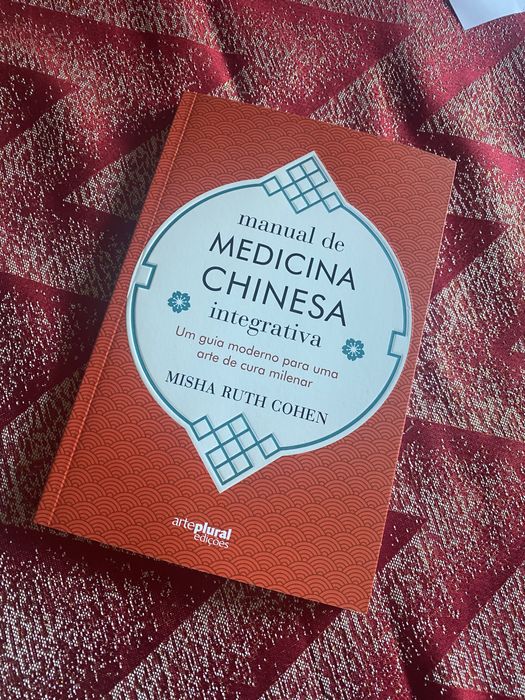 manual de
MEDICINA
CHINESA
integrativa
Um guia moderno para uma
arte de cura milenar
MISHA RUTH COHEN
arteplural
edições